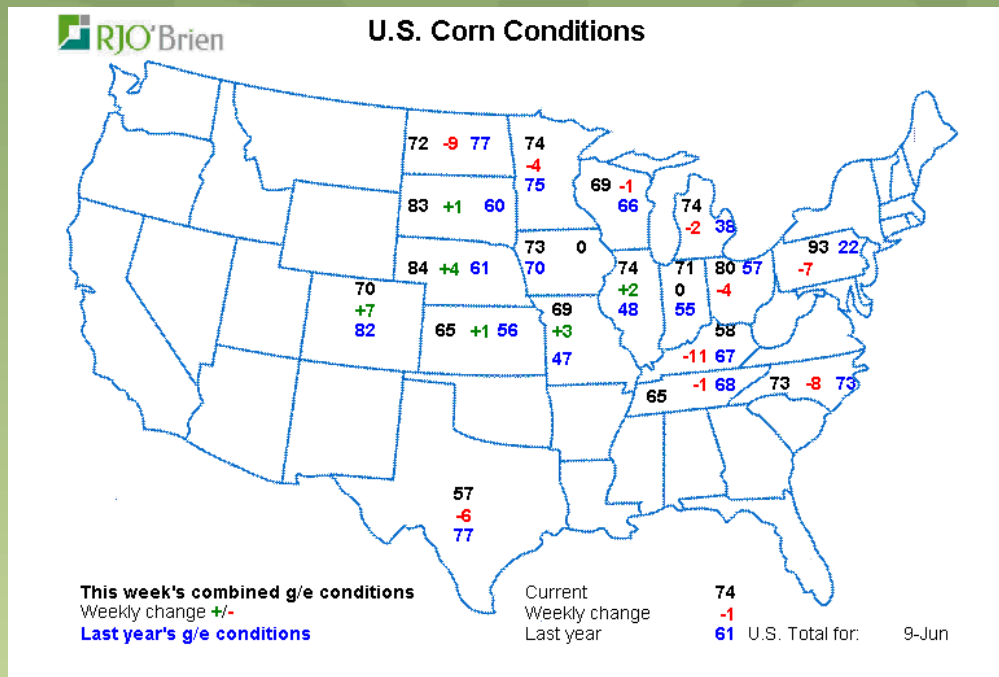 RJO'Brien
U.S. Corn Conditions
72 -9 77
74
-4
75
69 -1
66
74
-2 38
83 +1 60
84 +4 61
73 0
70
74
+2
48
71
0
55
80 57
-4
93 22
-7
70
+7
82
65 +1 56
69
+3
47
58
-11 67
65 -1 68
73 -8 73
57
-6
77
This week's combined g/e conditions
Weekly change +/-
Last year's g/e conditions
Current 74
Weekly change -1
Last year 61 U.S. Total for: 9-Jun